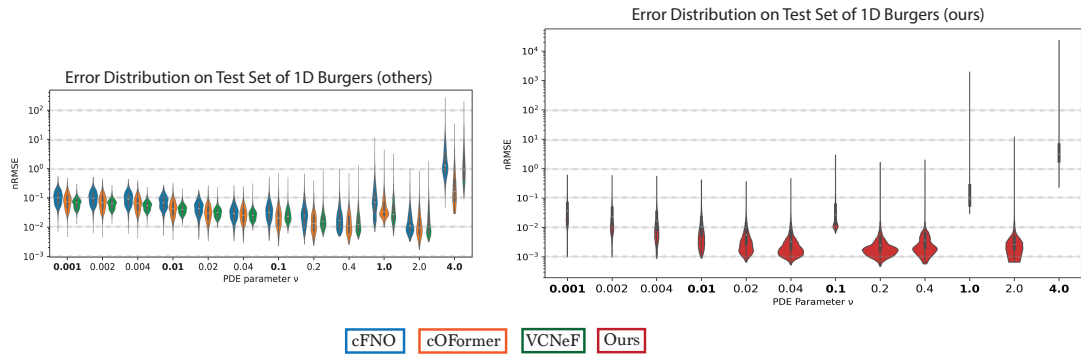 Error Distribution on Test Set of 1D Burgers (others)
10²
10¹
10⁰
10⁻¹
10⁻²
10⁻³
nRMSE
0.001 0.002 0.004 0.01 0.02 0.04 0.1 0.2 0.4 1.0 2.0 4.0
PDE parameter ν
Error Distribution on Test Set of 1D Burgers (ours)
10⁴
10³
10²
10¹
10⁰
10⁻¹
10⁻²
10⁻³
nRMSE
0.001 0.002 0.004 0.01 0.02 0.04 0.1 0.2 0.4 1.0 2.0 4.0
PDE Parameter ν
cFNO cOFormer VCNeF Ours